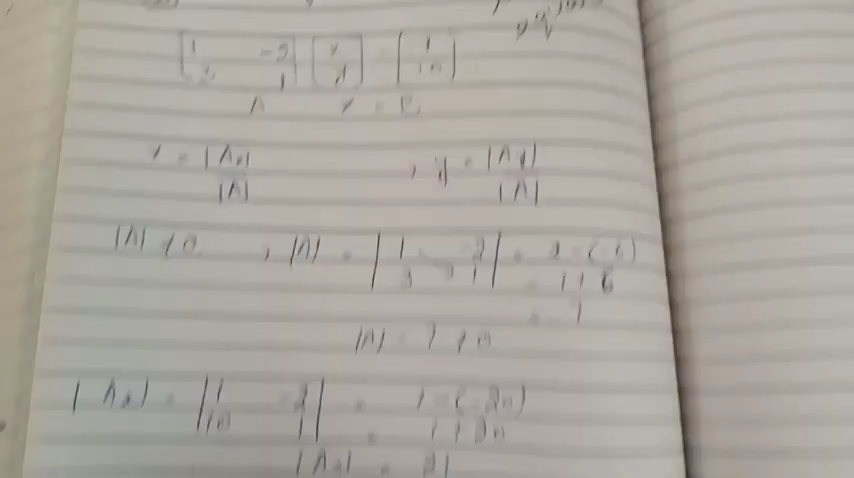 [1 -2; 3 1] [x; y] = [1; 10]
A X = B
x = |Ax| / |A| , y = |Ay| / |A|
|A| ≠ 0 , |A| = |1 -2; 3 1| = 1 - (-6)
= 1 + 6
= 7
|A| = 7 ≠ 0
|Ax| = |1 -2; 10 1| = 1 - (-20)
= 1 + 20
|Ax| = 21